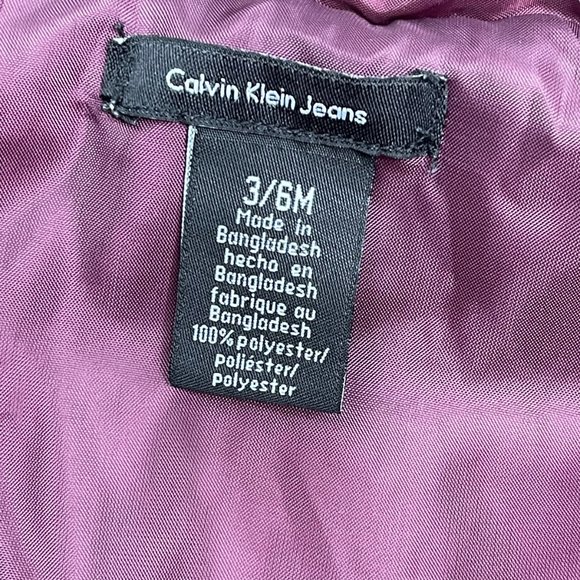 Calvin Klein Jeans
3/6M
Made in
Bangladesh
hecho en
Bangladesh
fabrique au
Bangladesh
100% polyester/
poliéster/
polyester